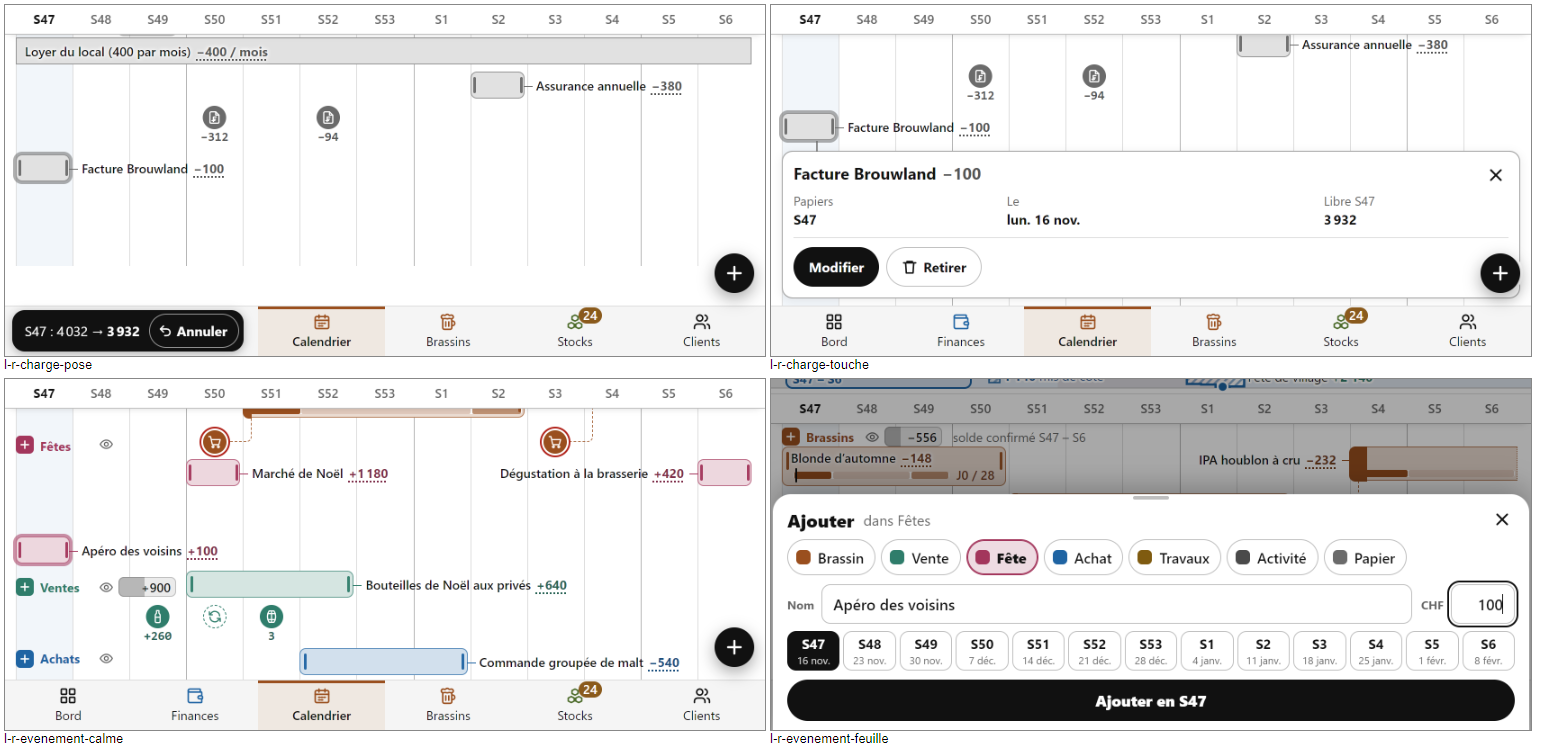 S47 S48 S49 S50 S51 S52 S53 S1 S2 S3 S4 S5 S6
Loyer du local (400 par mois) −400 / mois
Assurance annuelle −380
−312 −94
Facture Brouwland −100
+
S47 : 4 032 → 3 932 Annuler
Calendrier Brassins Stocks 24 Clients
l-r-charge-pose
S47 S48 S49 S50 S51 S52 S53 S1 S2 S3 S4 S5 S6
Assurance annuelle −380
−312 −94
Facture Brouwland −100
Facture Brouwland −100
Papiers Le Libre S47
S47 lun. 16 nov. 3 932
Modifier Retirer
+
Bord Finances Calendrier Brassins Stocks 24 Clients
l-r-charge-touche
S47 S48 S49 S50 S51 S52 S53 S1 S2 S3 S4 S5 S6
+ Fêtes
Marché de Noël +1 180 Dégustation à la brasserie +420
Apéro des voisins +100
+ Ventes +900 Bouteilles de Noël aux privés +640
+260 3
+ Achats Commande groupée de malt −540
+
Bord Finances Calendrier Brassins Stocks 24 Clients
l-r-evenement-calme
S47 – S6
S47 S48 S49 S50 S51 S52 S53 S1 S2 S3 S4 S5 S6
+ Brassins −556 solde confirmé S47 – S6
Blonde d'automne −148 IPA houblon à cru −232
J0 / 28
Ajouter dans Fêtes
Brassin Vente Fête Achat Travaux Activité Papier
Nom Apéro des voisins CHF 100
S47 S48 S49 S50 S51 S52 S53 S1 S2 S3 S4 S5 S6
16 nov. 23 nov. 30 nov. 7 déc. 14 déc. 21 déc. 28 déc. 4 janv. 11 janv. 18 janv. 25 janv. 1 févr. 8 févr.
Ajouter en S47
l-r-evenement-feuille